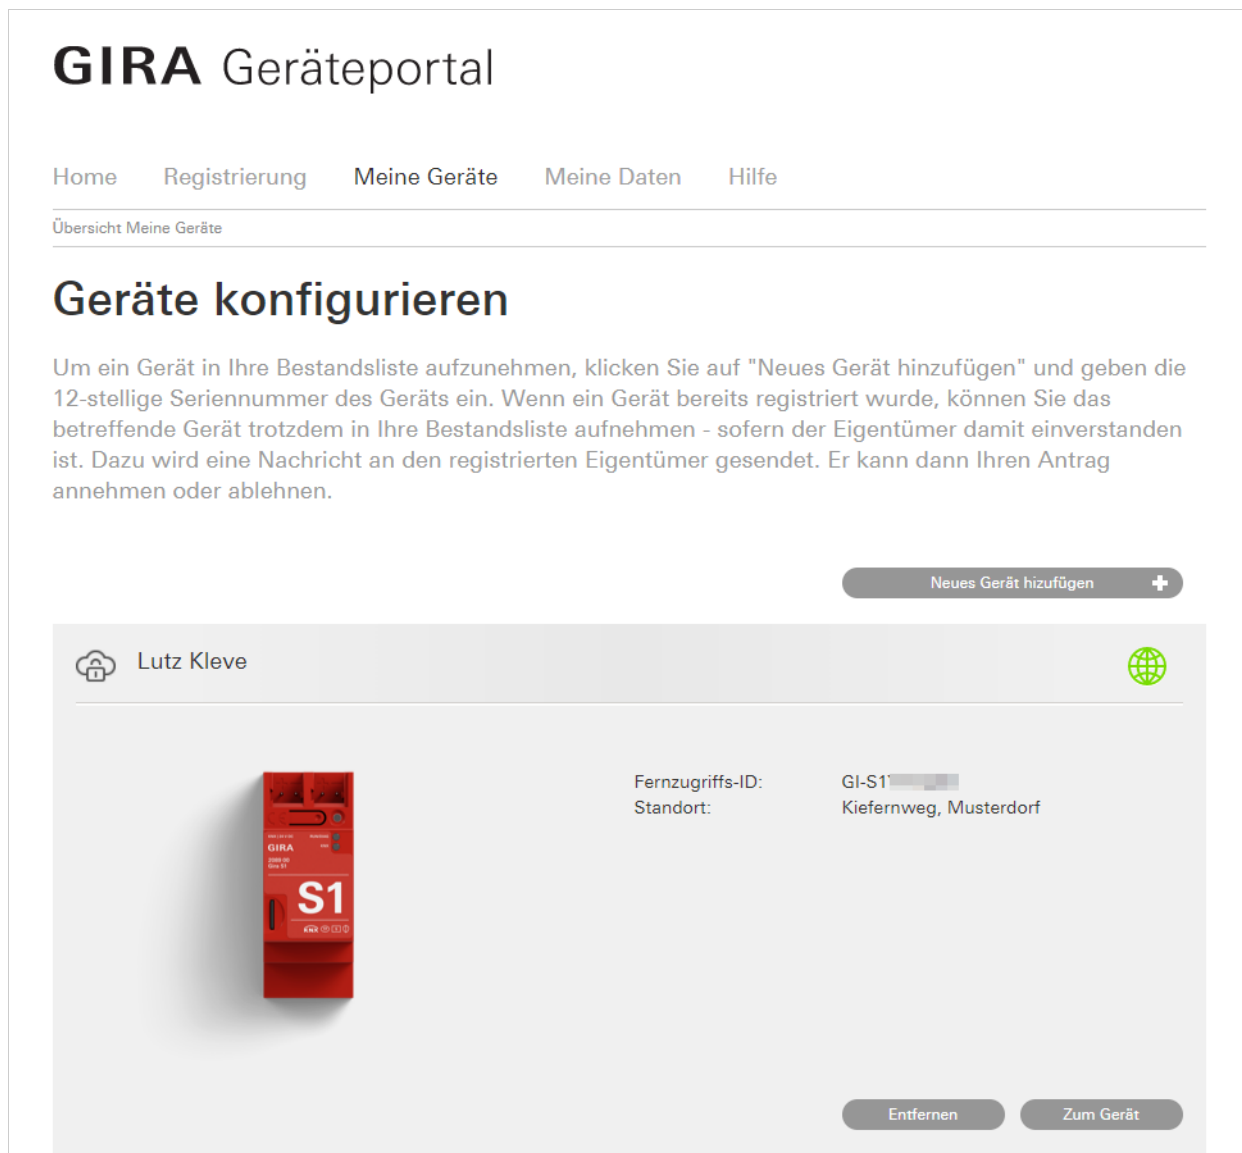 GIRA Geräteportal
Home Registrierung Meine Geräte Meine Daten Hilfe
Übersicht Meine Geräte
Geräte konfigurieren
Um ein Gerät in Ihre Bestandsliste aufzunehmen, klicken Sie auf "Neues Gerät hinzufügen" und geben die
12-stellige Seriennummer des Geräts ein. Wenn ein Gerät bereits registriert wurde, können Sie das
betreffende Gerät trotzdem in Ihre Bestandsliste aufnehmen - sofern der Eigentümer damit einverstanden
ist. Dazu wird eine Nachricht an den registrierten Eigentümer gesendet. Er kann dann Ihren Antrag
annehmen oder ablehnen.
Neues Gerät hizufügen
Lutz Kleve
Fernzugriffs-ID: GI-S1
Standort: Kiefernweg, Musterdorf
GIRA
Gira S1
S1
KNX
Entfernen Zum Gerät